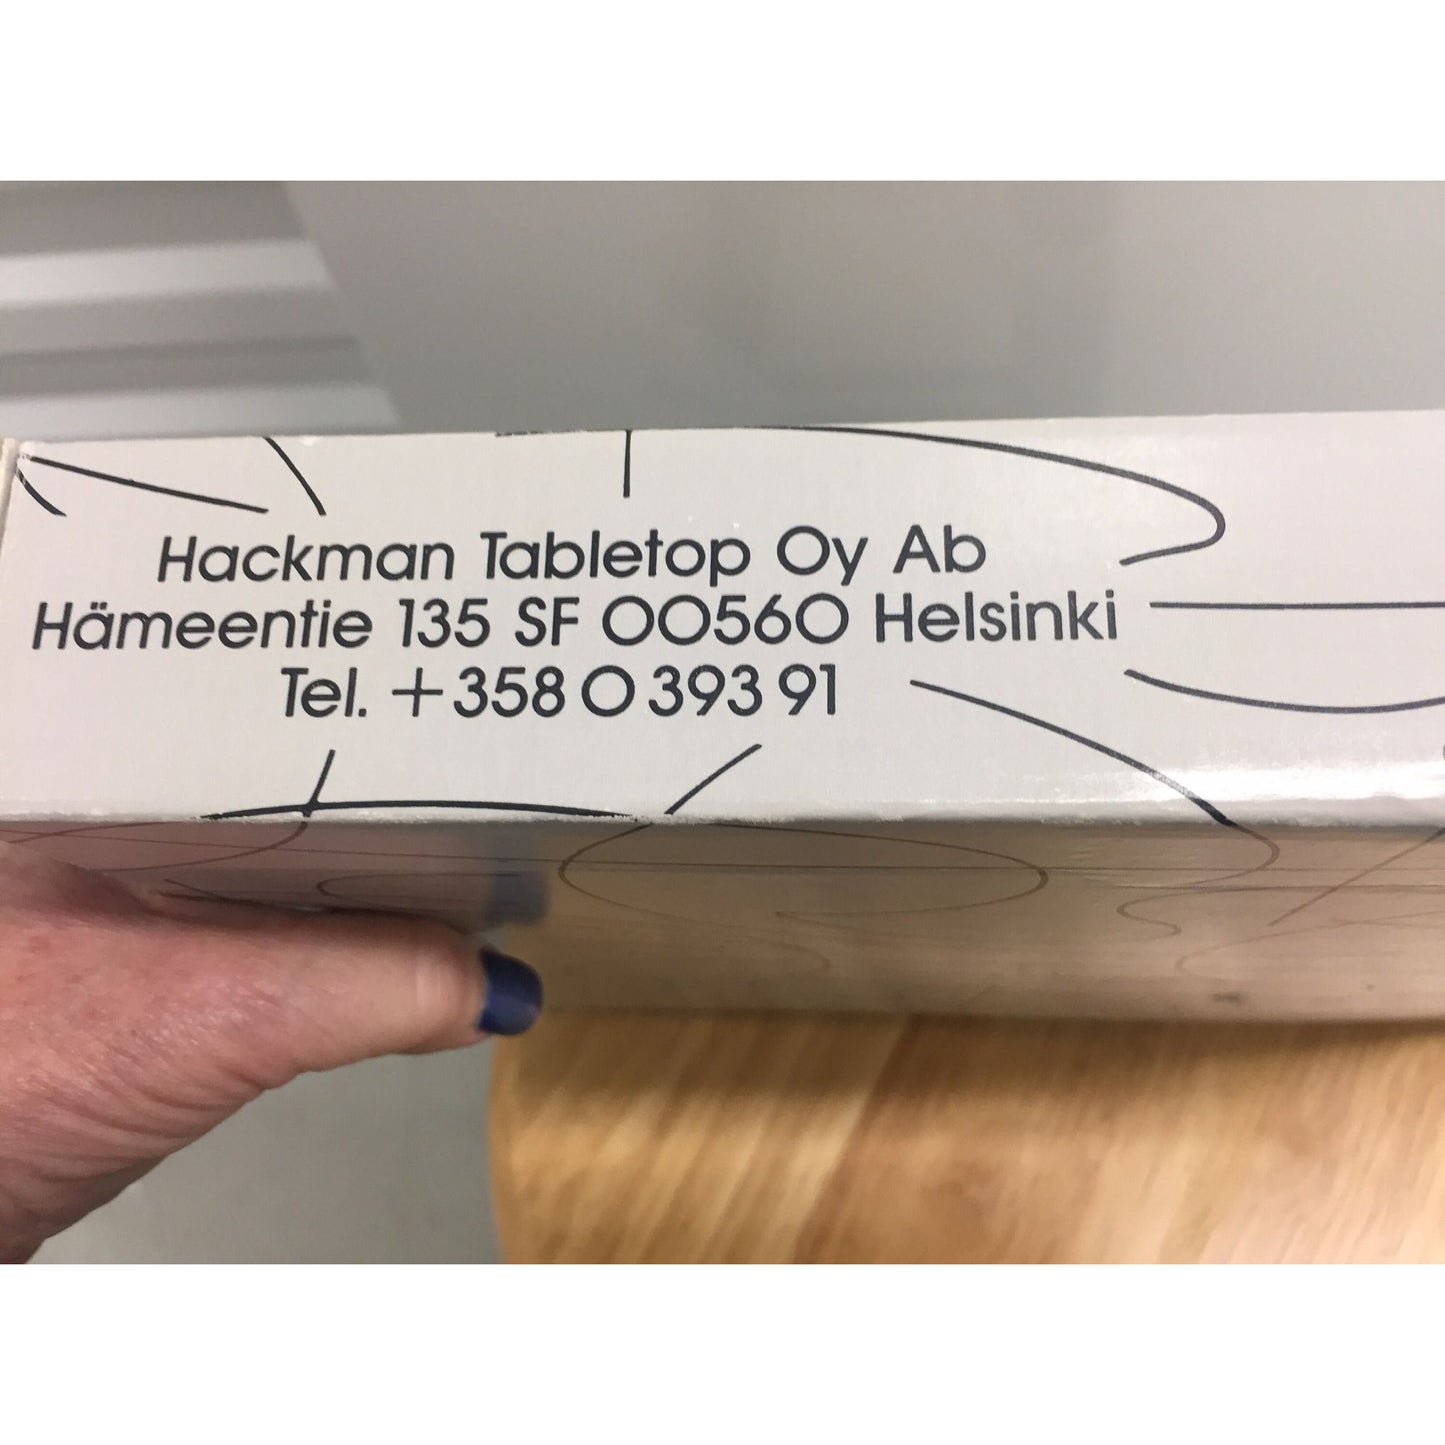 Hackman Tabletop Oy Ab
Hämeentie 135 SF 00560 Helsinki
Tel. +358 0 393 91